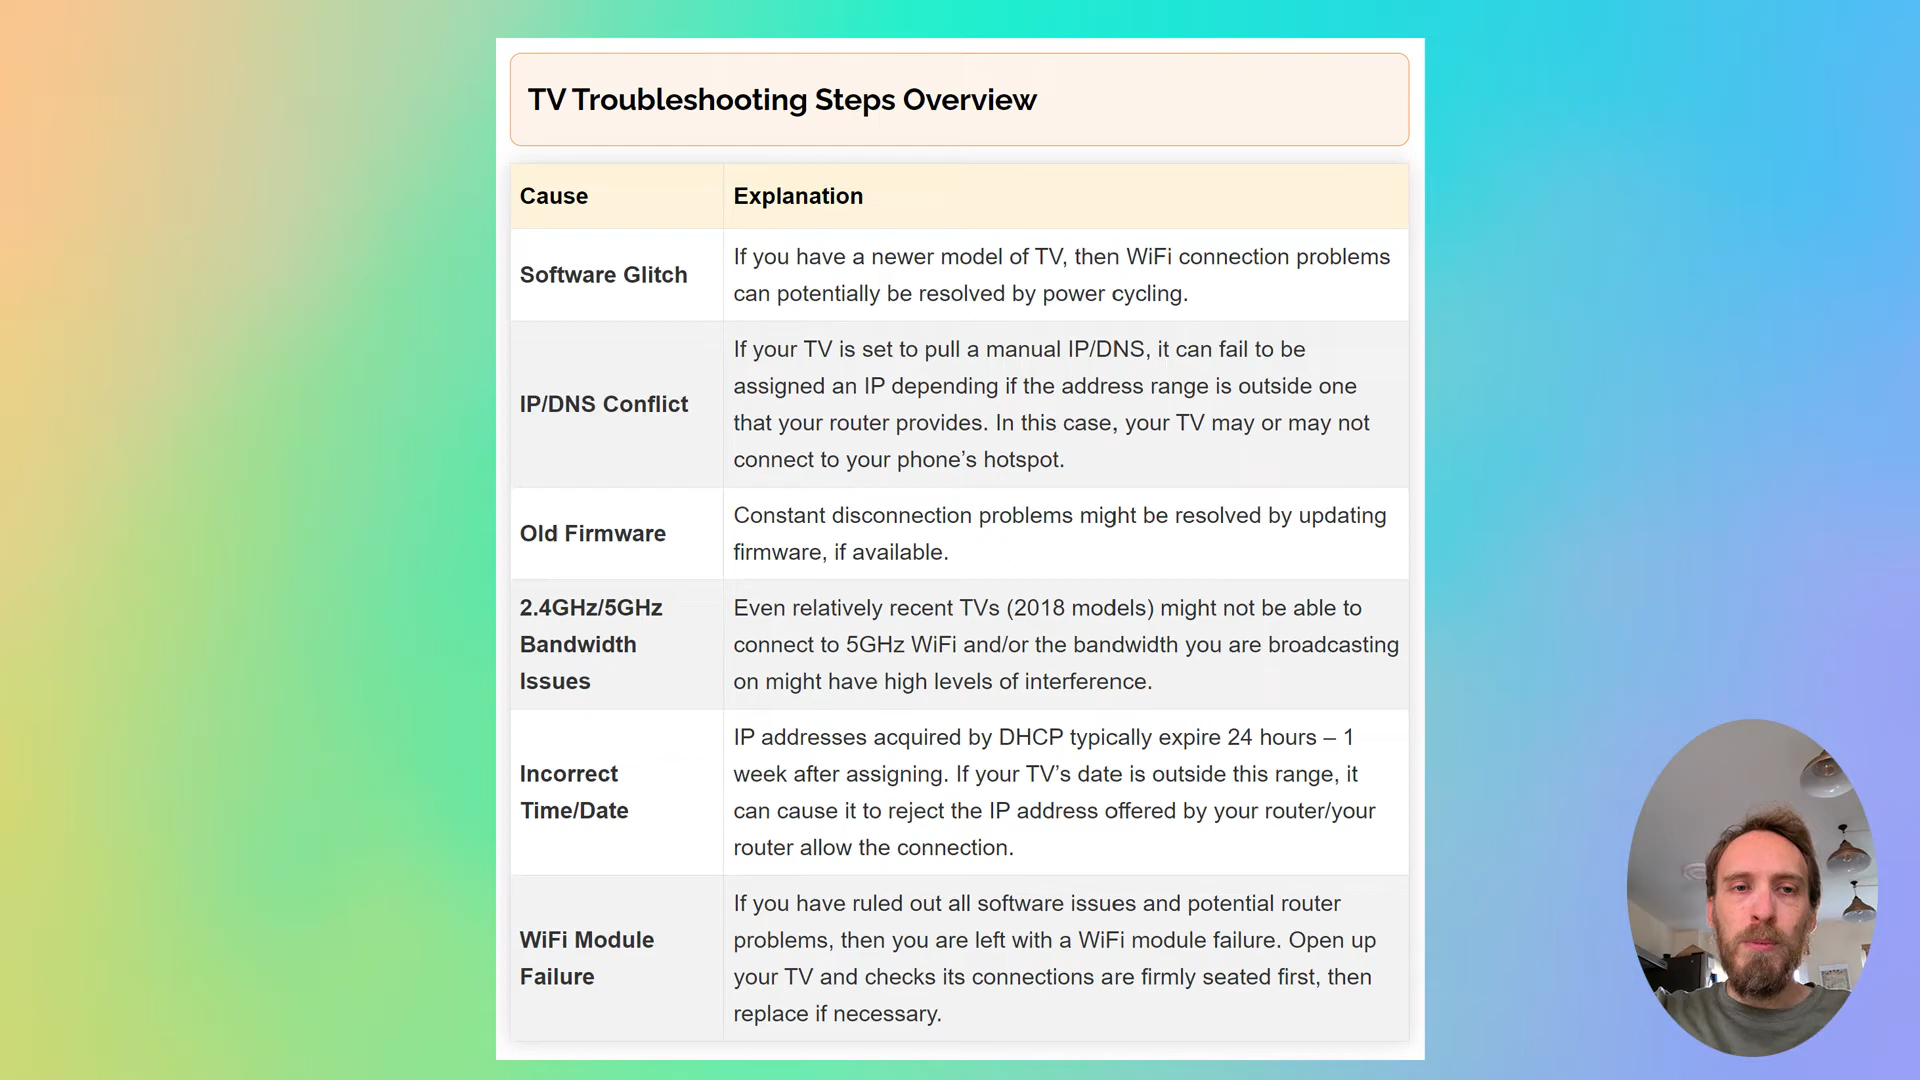 TV Troubleshooting Steps Overview
Cause
Explanation
Software Glitch
If you have a newer model of TV, then WiFi connection problems
can potentially be resolved by power cycling.
IP/DNS Conflict
If your TV is set to pull a manual IP/DNS, it can fail to be
assigned an IP depending if the address range is outside one
that your router provides. In this case, your TV may or may not
connect to your phone’s hotspot.
Old Firmware
Constant disconnection problems might be resolved by updating
firmware, if available.
2.4GHz/5GHz
Bandwidth
Issues
Even relatively recent TVs (2018 models) might not be able to
connect to 5GHz WiFi and/or the bandwidth you are broadcasting
on might have high levels of interference.
Incorrect
Time/Date
IP addresses acquired by DHCP typically expire 24 hours – 1
week after assigning. If your TV’s date is outside this range, it
can cause it to reject the IP address offered by your router/your
router allow the connection.
WiFi Module
Failure
If you have ruled out all software issues and potential router
problems, then you are left with a WiFi module failure. Open up
your TV and checks its connections are firmly seated first, then
replace if necessary.